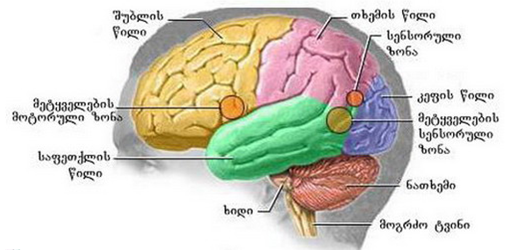 შუბლის
წილი
თხემის წილი
სენსორული
ზონა
მეტყველების
მოტორული ზონა
კეფის წილი
მეტყველების
სენსორული
ზონა
საფეთქლის
წილი
ნათხემი
ხიდი
მოგრძო ტვინი